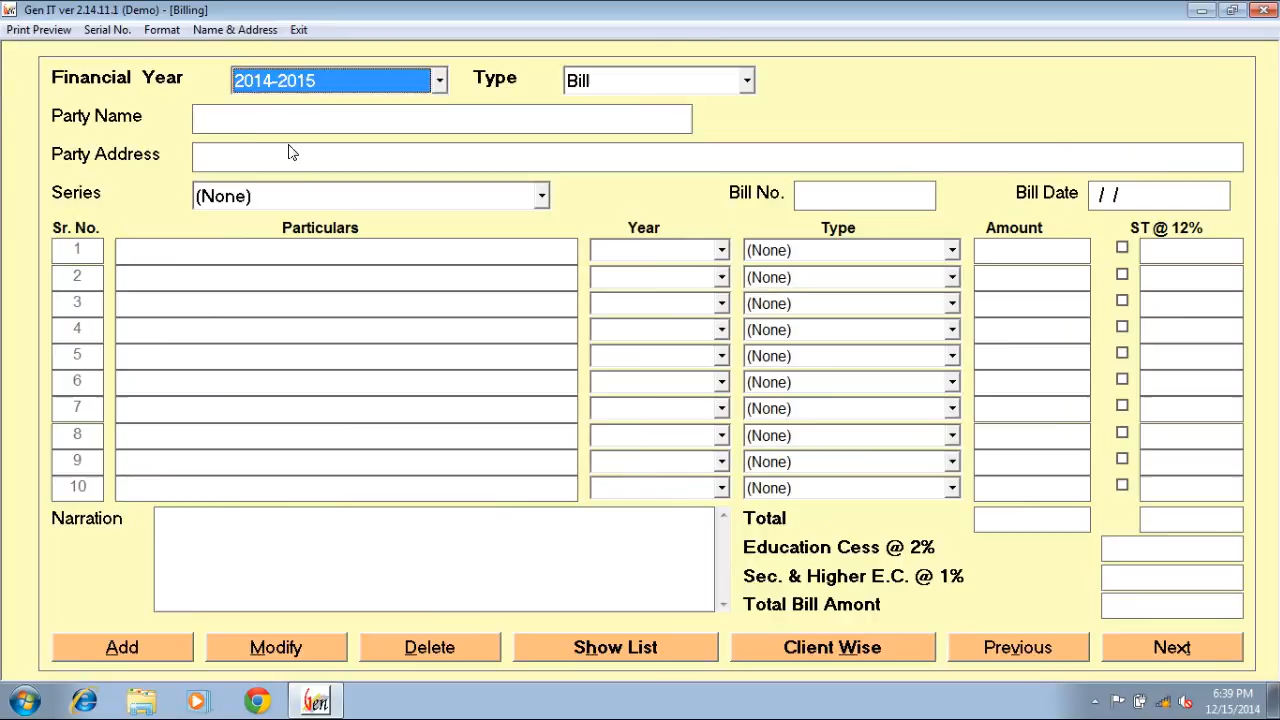 Gen IT ver 2.14.11.1 (Demo) - [Billing]
Print Preview Serial No. Format Name & Address Exit
Financial Year 2014-2015 Type Bill
Party Name
Party Address
Series (None) Bill No. Bill Date / /
Sr. No. Particulars Year Type Amount ST @ 12%
1 (None)
2 (None)
3 (None)
4 (None)
5 (None)
6 (None)
7 (None)
8 (None)
9 (None)
10 (None)
Narration Total
Education Cess @ 2%
Sec. & Higher E.C. @ 1%
Total Bill Amont
Add Modify Delete Show List Client Wise Previous Next
Gen 6:39 PM
12/15/2014